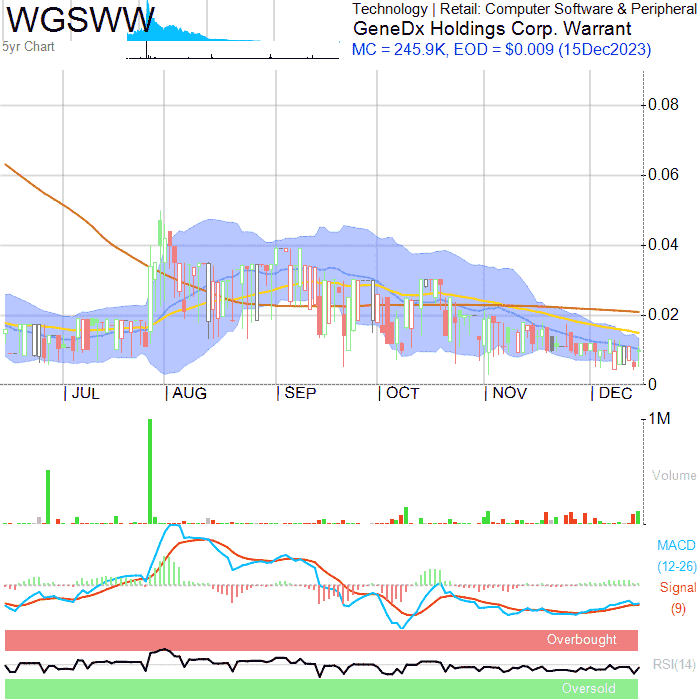 WGSWW
Technology | Retail: Computer Software & Peripheral
GeneDx Holdings Corp. Warrant
5yr Chart
MC = 245.9K, EOD = $0.009 (15Dec2023)
0.08
0.06
0.04
0.02
0
JUL AUG SEP OCT NOV DEC
1M
Volume
MACD
(12-26)
Signal
(9)
Overbought
RSI(14)
Oversold